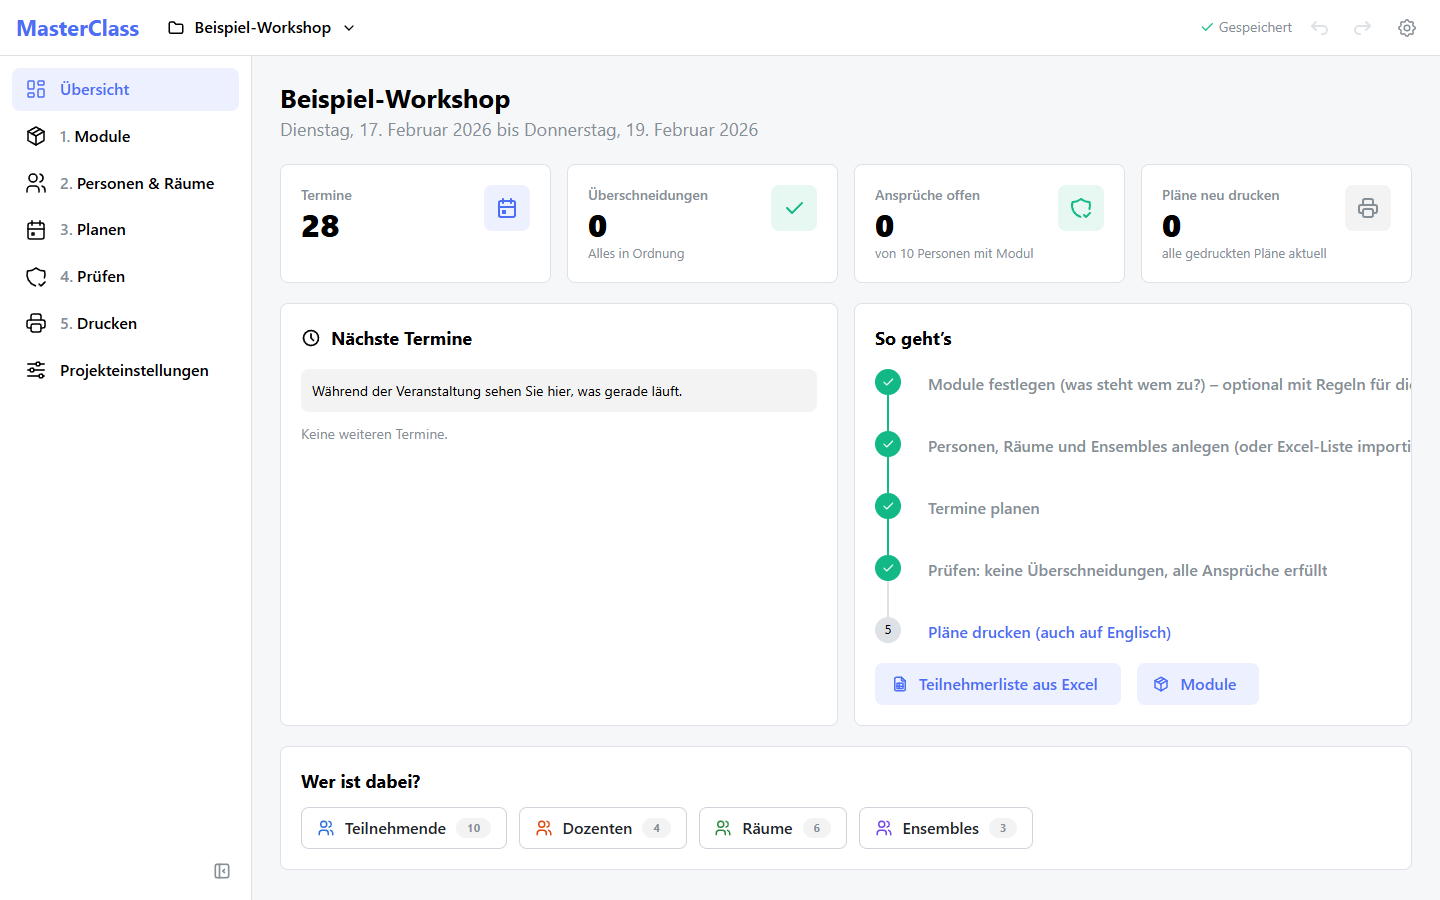 MasterClass
Beispiel-Workshop
Gespeichert
Übersicht
1. Module
2. Personen & Räume
3. Planen
4. Prüfen
5. Drucken
Projekteinstellungen
Beispiel-Workshop
Dienstag, 17. Februar 2026 bis Donnerstag, 19. Februar 2026
Termine
28
Überschneidungen
0
Alles in Ordnung
Ansprüche offen
0
von 10 Personen mit Modul
Pläne neu drucken
0
alle gedruckten Pläne aktuell
Nächste Termine
Während der Veranstaltung sehen Sie hier, was gerade läuft.
Keine weiteren Termine.
So geht’s
Module festlegen (was steht wem zu?) – optional mit Regeln für
Personen, Räume und Ensembles anlegen (oder Excel-Liste
Termine planen
Prüfen: keine Überschneidungen, alle Ansprüche erfüllt
5
Pläne drucken (auch auf Englisch)
Teilnehmerliste aus Excel
Module
Wer ist dabei?
Teilnehmende 10
Dozenten 4
Räume 6
Ensembles 3